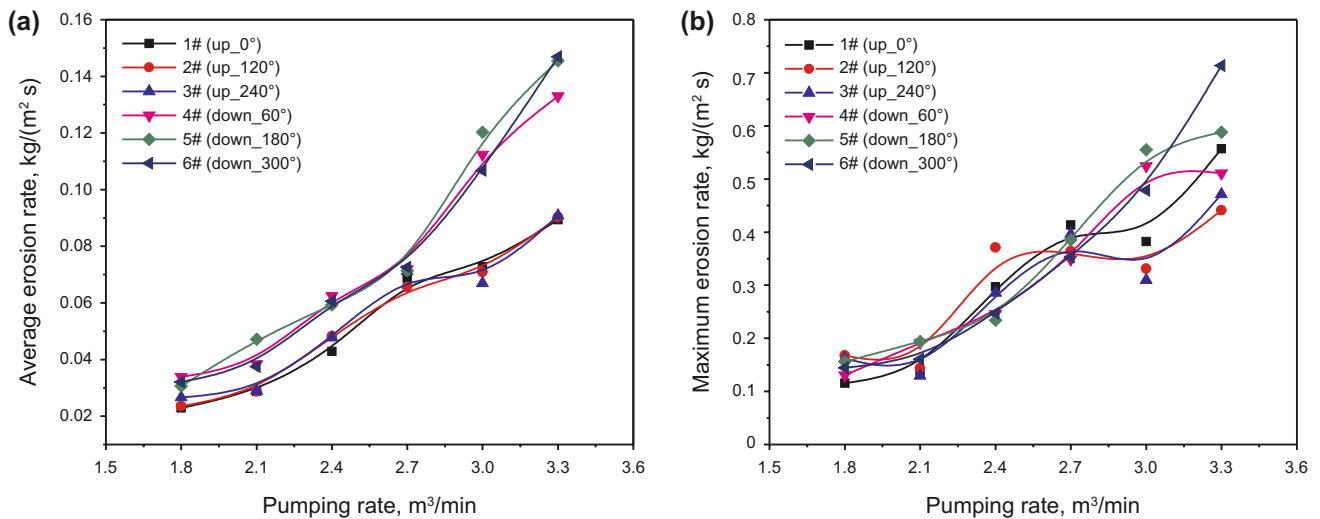 (a)
Average erosion rate, kg/(m² s)
0.16
0.14
0.12
0.10
0.08
0.06
0.04
0.02
1# (up_0°)
2# (up_120°)
3# (up_240°)
4# (down_60°)
5# (down_180°)
6# (down_300°)
1.5 1.8 2.1 2.4 2.7 3.0 3.3 3.6
Pumping rate, m³/min
(b)
Maximum erosion rate, kg/(m² s)
0.8
0.7
0.6
0.5
0.4
0.3
0.2
0.1
0
1# (up_0°)
2# (up_120°)
3# (up_240°)
4# (down_60°)
5# (down_180°)
6# (down_300°)
1.5 1.8 2.1 2.4 2.7 3.0 3.3 3.6
Pumping rate, m³/min